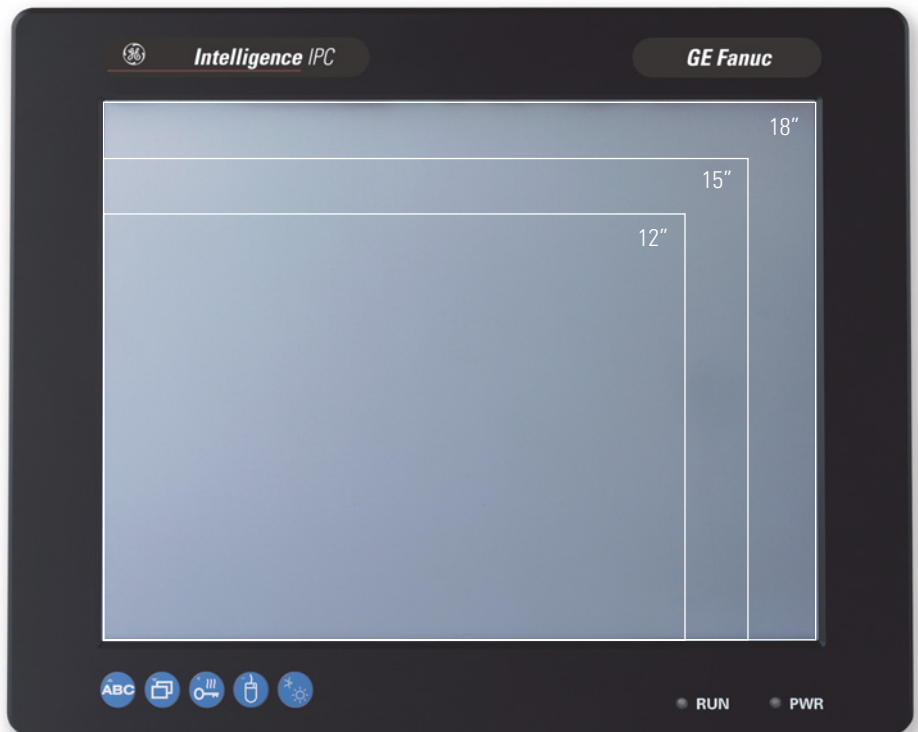 Intelligence IPC
GE Fanuc
18"
15"
12"
ABC
RUN
PWR